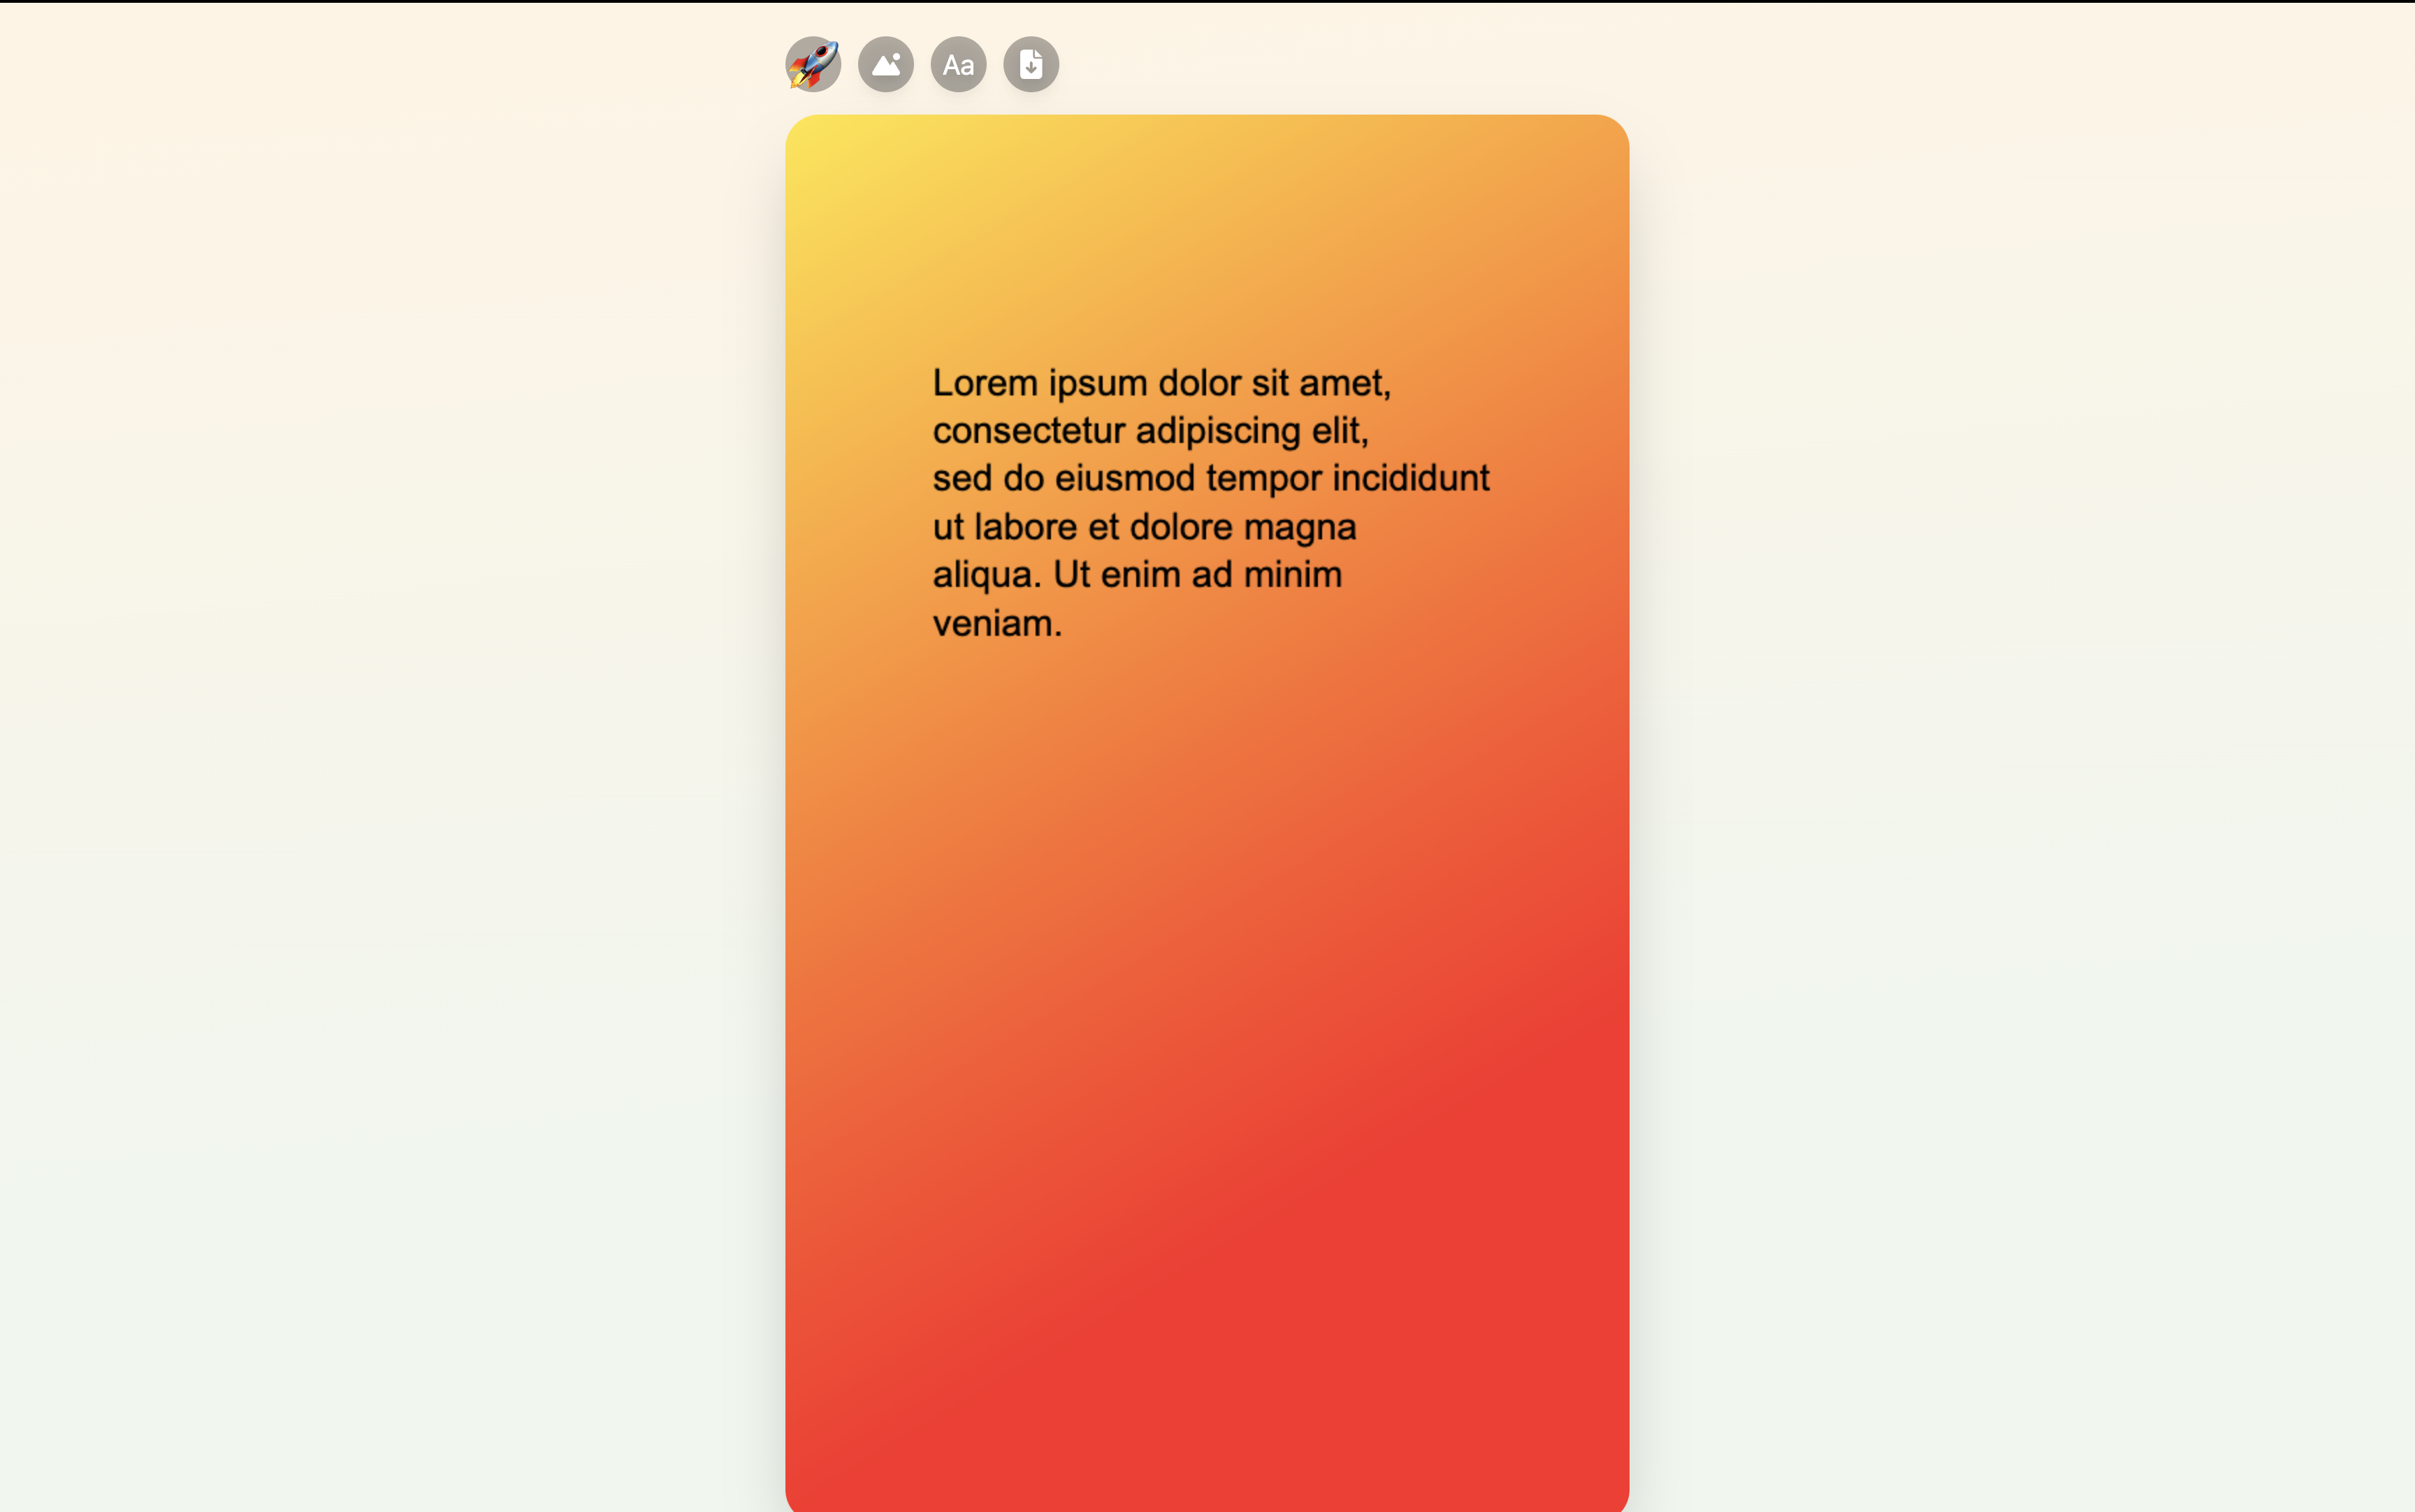 Aa
Lorem ipsum dolor sit amet,
consectetur adipiscing elit,
sed do eiusmod tempor incididunt
ut labore et dolore magna
aliqua. Ut enim ad minim
veniam.